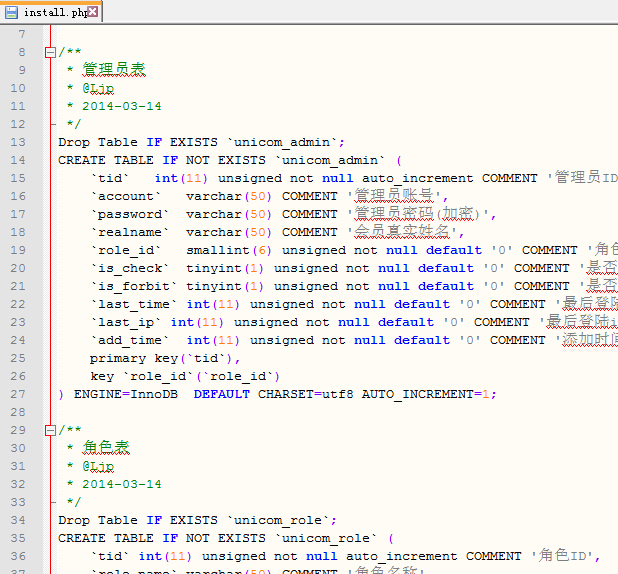 install.php
7
8 /**
9 * 管理员表
10 * @Ljp
11 * 2014-03-14
12 */
13 Drop Table IF EXISTS `unicom_admin`;
14 CREATE TABLE IF NOT EXISTS `unicom_admin` (
15 `tid` int(11) unsigned not null auto_increment COMMENT '管理员ID
16 `account` varchar(50) COMMENT '管理员账号',
17 `password` varchar(50) COMMENT '管理员密码(加密)',
18 `realname` varchar(50) COMMENT '会员真实姓名',
19 `role_id` smallint(6) unsigned not null default '0' COMMENT '角色
20 `is_check` tinyint(1) unsigned not null default '0' COMMENT '是否
21 `is_forbit` tinyint(1) unsigned not null default '0' COMMENT '是否
22 `last_time` int(11) unsigned not null default '0' COMMENT '最后登陆
23 `last_ip` int(11) unsigned not null default '0' COMMENT '最后登陆i
24 `add_time` int(11) unsigned not null default '0' COMMENT '添加时间
25 primary key(`tid`),
26 key `role_id`(`role_id`)
27 ) ENGINE=InnoDB DEFAULT CHARSET=utf8 AUTO_INCREMENT=1;
28
29 /**
30 * 角色表
31 * @Ljp
32 * 2014-03-14
33 */
34 Drop Table IF EXISTS `unicom_role`;
35 CREATE TABLE IF NOT EXISTS `unicom_role` (
36 `tid` int(11) unsigned not null auto_increment COMMENT '角色ID',
37 `role_name` varchar(50) COMMENT '角色名称',